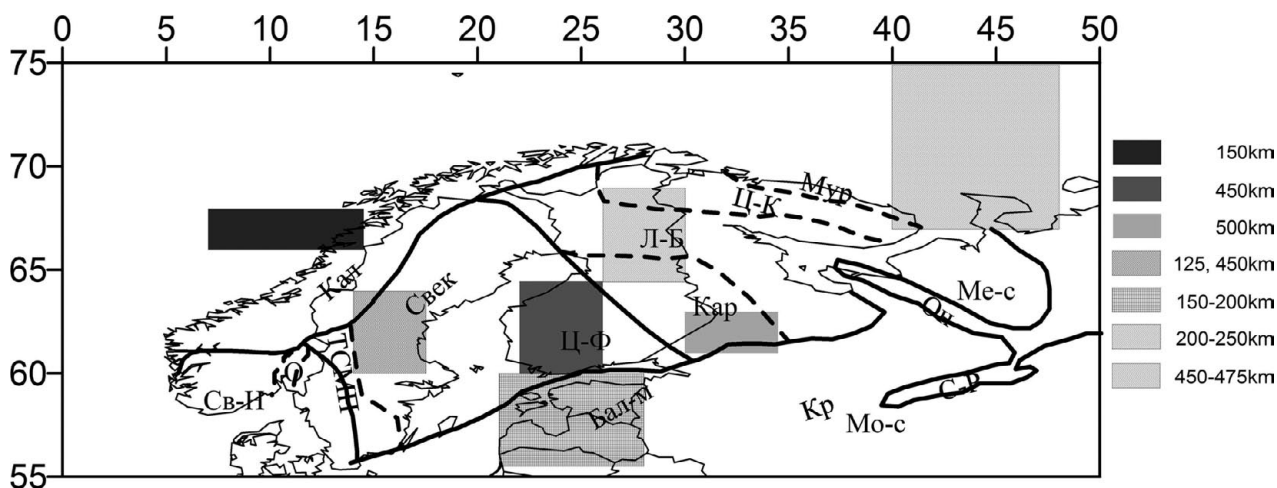 0 5 10 15 20 25 30 35 40 45 50
75
70
65
60
55
Мур
Ц-К
Л-Б
Кал
Свек
Ме-с
Кар
Он
Ц-Ф
О
ТСИП
Св-Н
Бал-м
Кр
Мо-с
С-Р
150km
450km
500km
125, 450km
150-200km
200-250km
450-475km